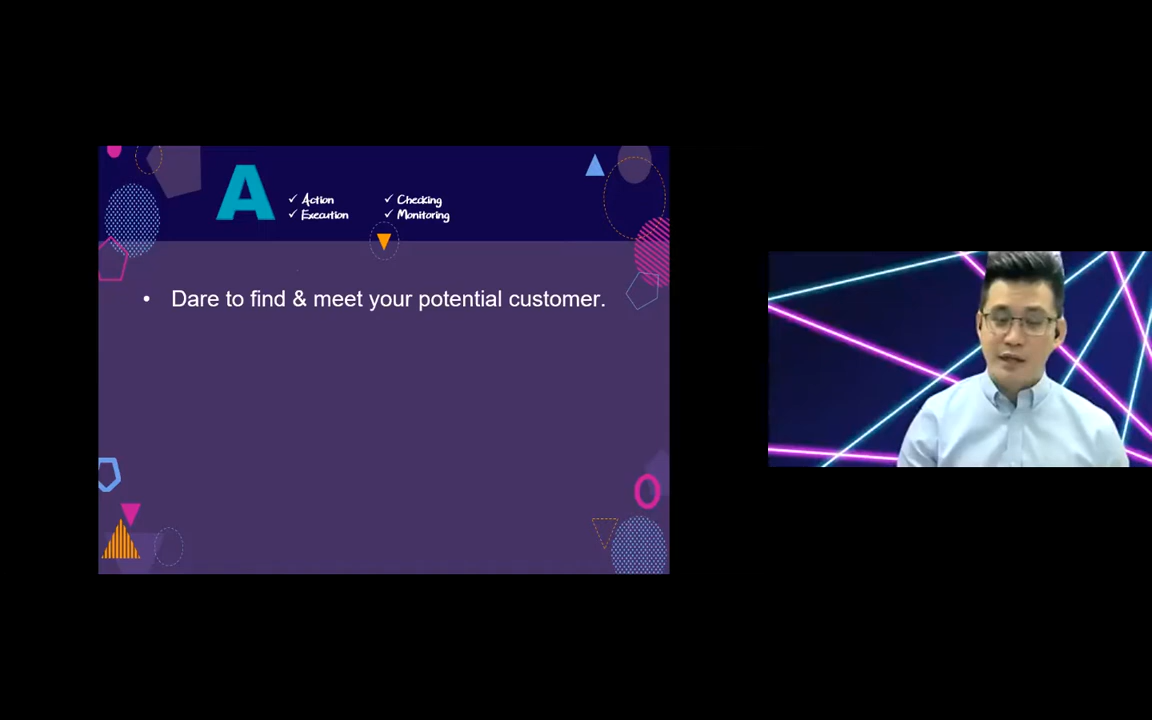 A
✓ Action ✓ Checking
✓ Execution ✓ Monitoring
• Dare to find & meet your potential customer.